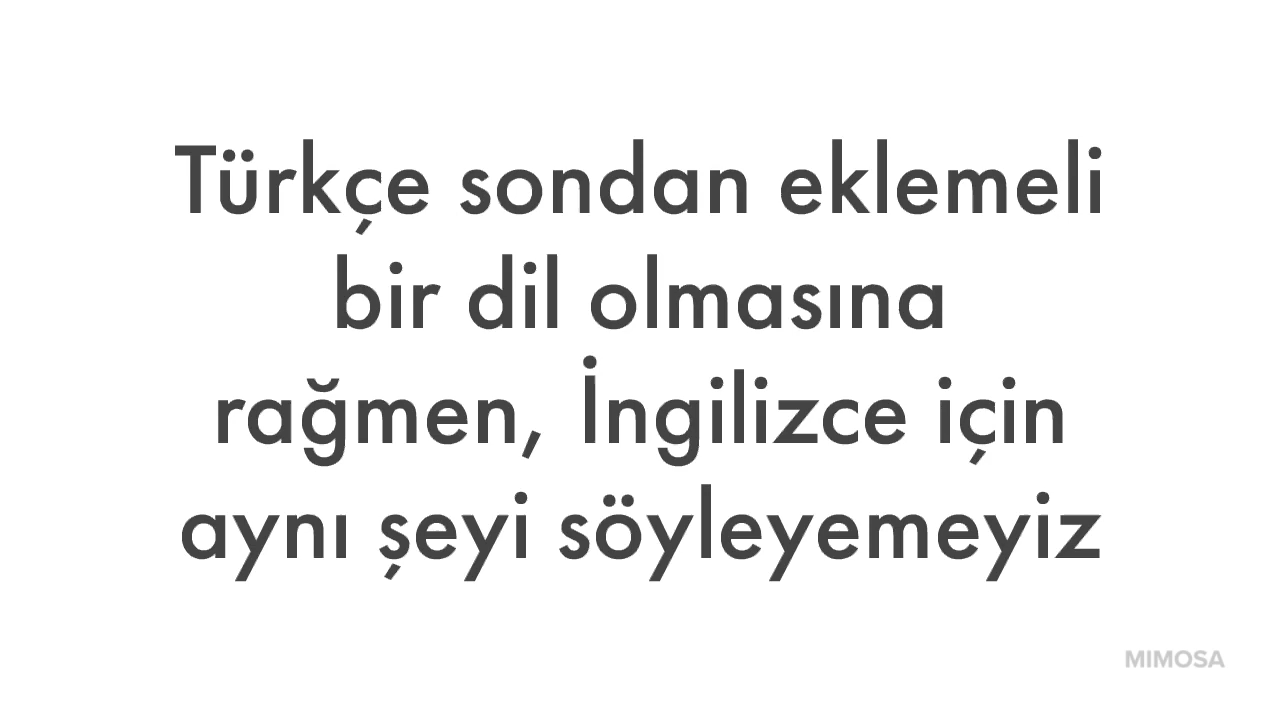 Türkçe sondan eklemeli
bir dil olmasına
rağmen, İngilizce için
aynı şeyi söyleyemeyiz
MIMOSA